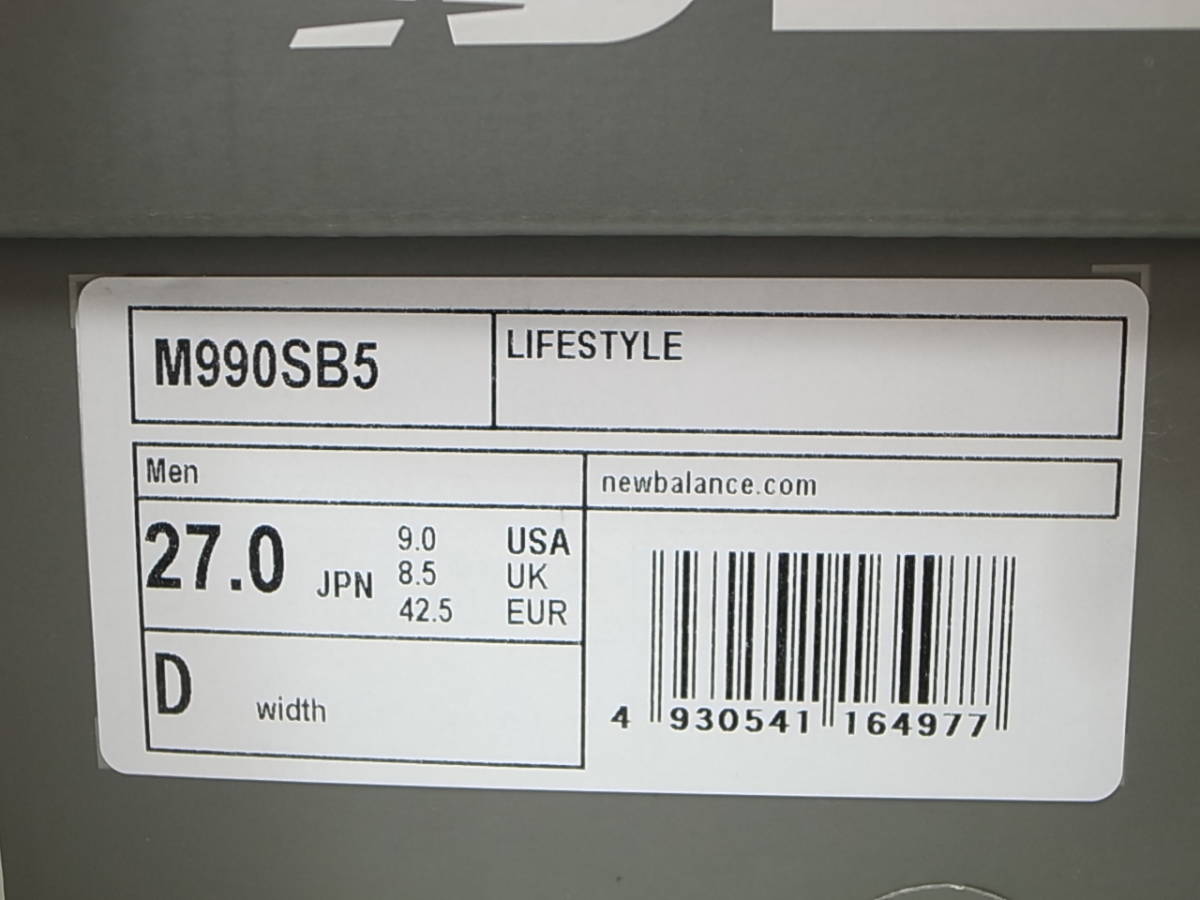 M990SB5
LIFESTYLE
Men
newbalance.com
27.0 JPN
9.0 USA
8.5 UK
42.5 EUR
D width
4 930541 164977